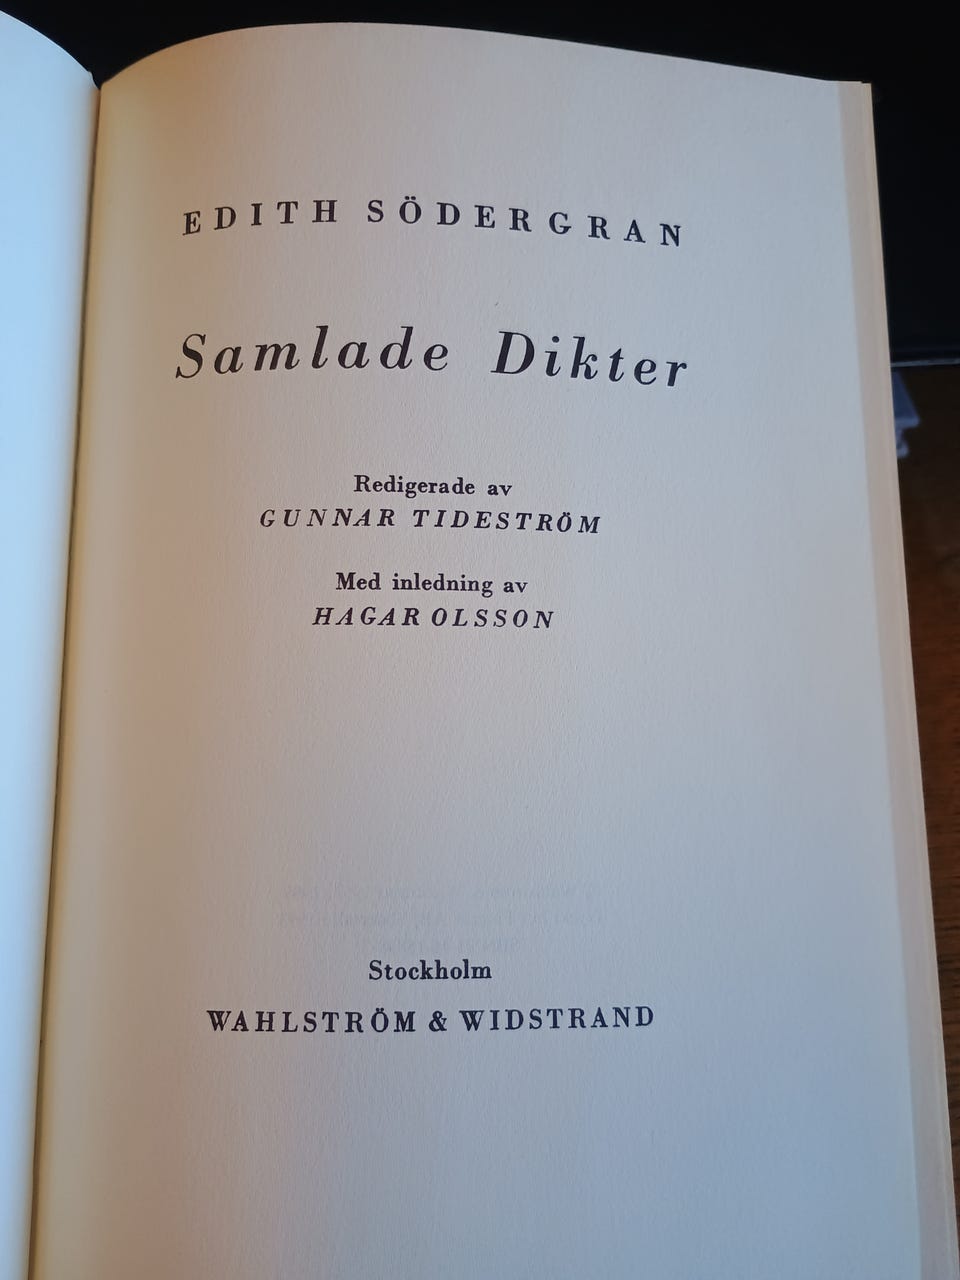 EDITH SÖDERGRAN
Samlade Dikter
Redigerade av
GUNNAR TIDESTRÖM
Med inledning av
HAGAR OLSSON
Stockholm
WAHLSTRÖM & WIDSTRAND